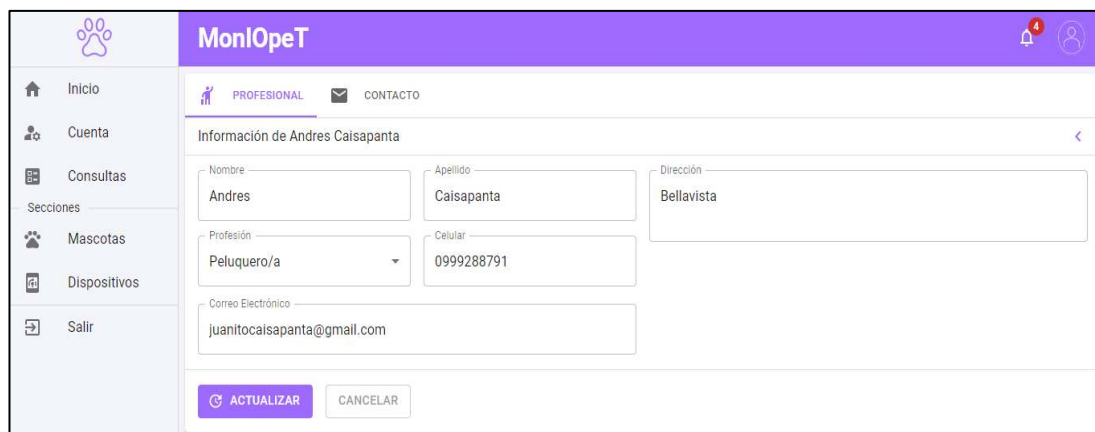 MonIOpeT
4
Inicio
Cuenta
Consultas
Secciones
Mascotas
Dispositivos
Salir
PROFESIONAL CONTACTO
Información de Andres Caisapanta
Nombre Apellido Dirección
Andres Caisapanta Bellavista
Profesión Celular
Peluquero/a 0999288791
Correo Electrónico
juanitocaisapanta@gmail.com
ACTUALIZAR CANCELAR